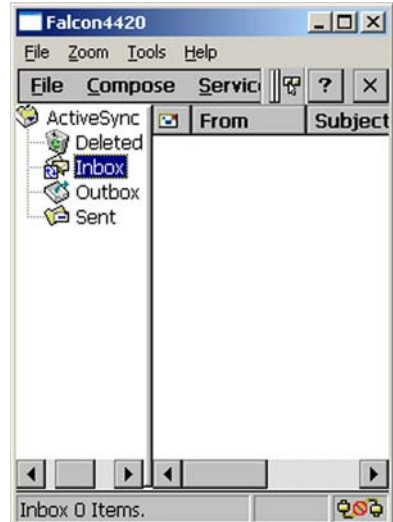 Falcon4420
File Zoom Tools Help
File Compose Servic ?
ActiveSync From Subject
Deleted
Inbox
Outbox
Sent
Inbox 0 Items.